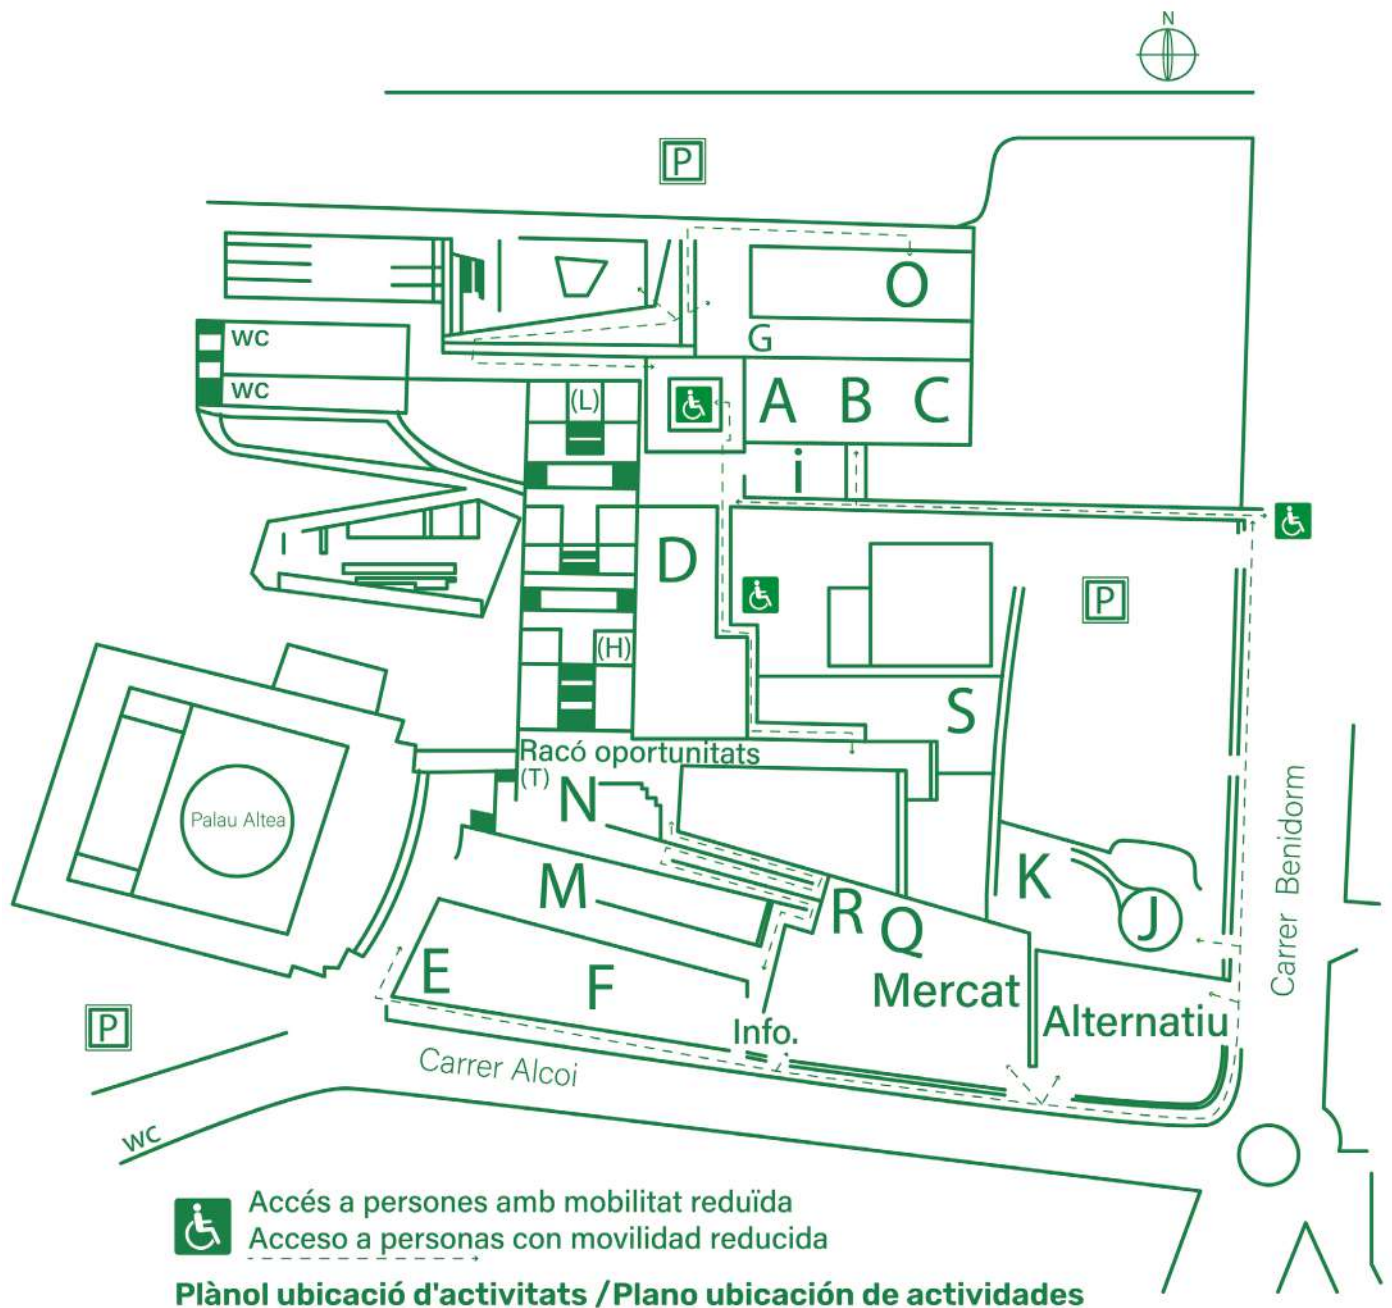 N
P
O
WC
G
WC
(L)
A
B
C
i
D
P
(H)
S
Racó oportunitats
(T)
N
Palau Altea
K
M
R
Q
J
Carrer Benidorm
E
F
Mercat
P
Info.
Alternatiu
Carrer Alcoi
WC
Accés a persones amb mobilitat reduïda
Acceso a personas con movilidad reducida
Plànol ubicació d'activitats /Plano ubicación de actividades